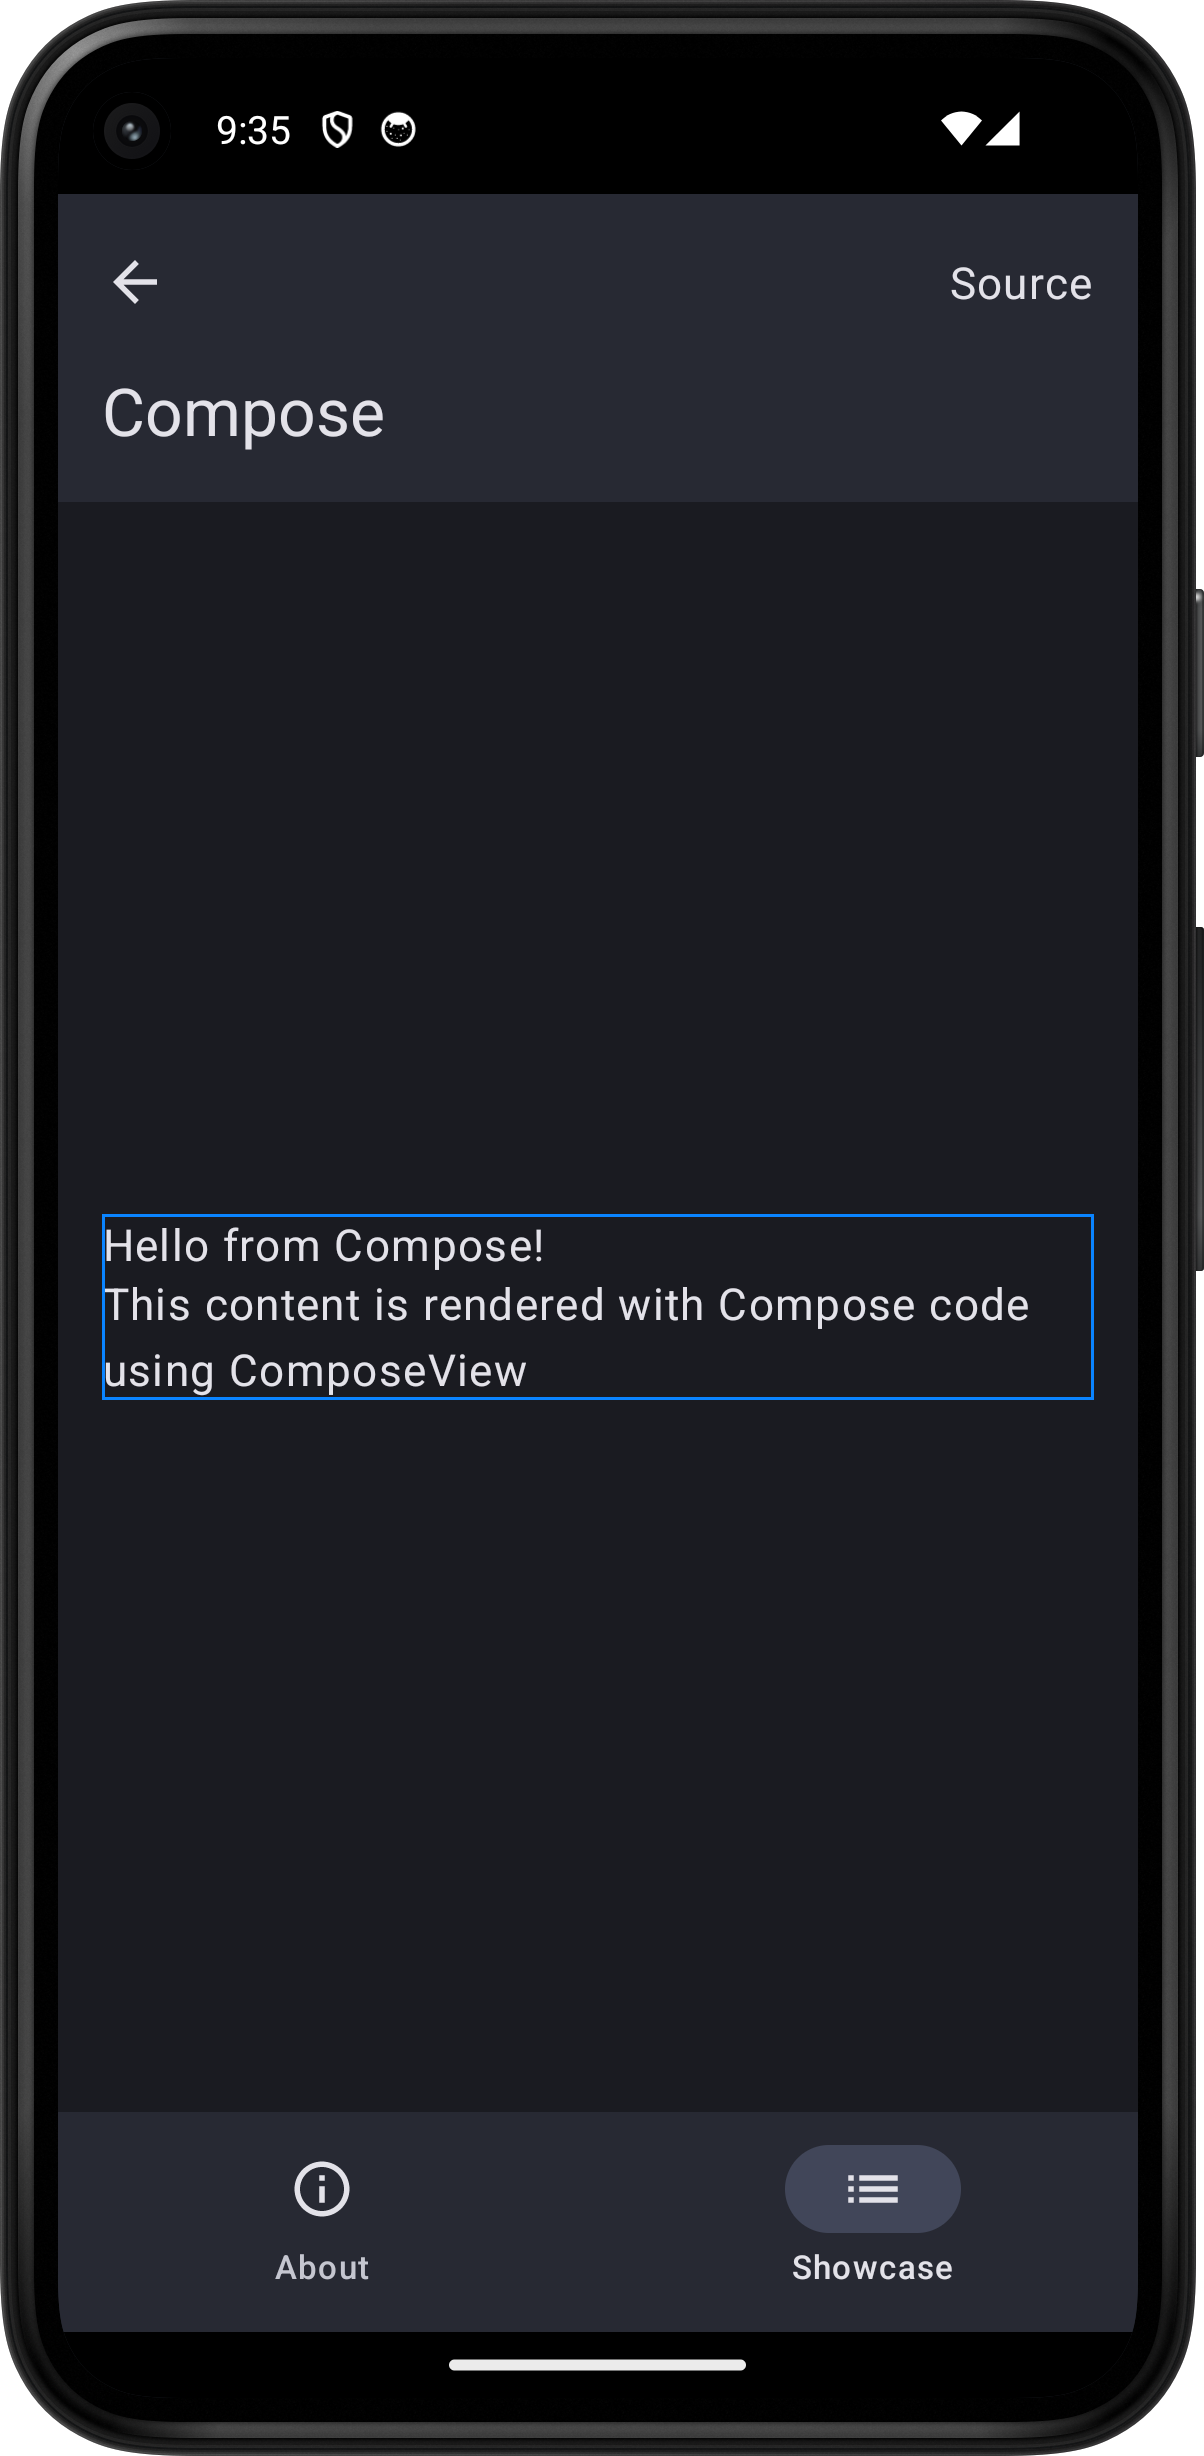 9:35
Source
Compose
Hello from Compose!
This content is rendered with Compose code
using ComposeView
About
Showcase